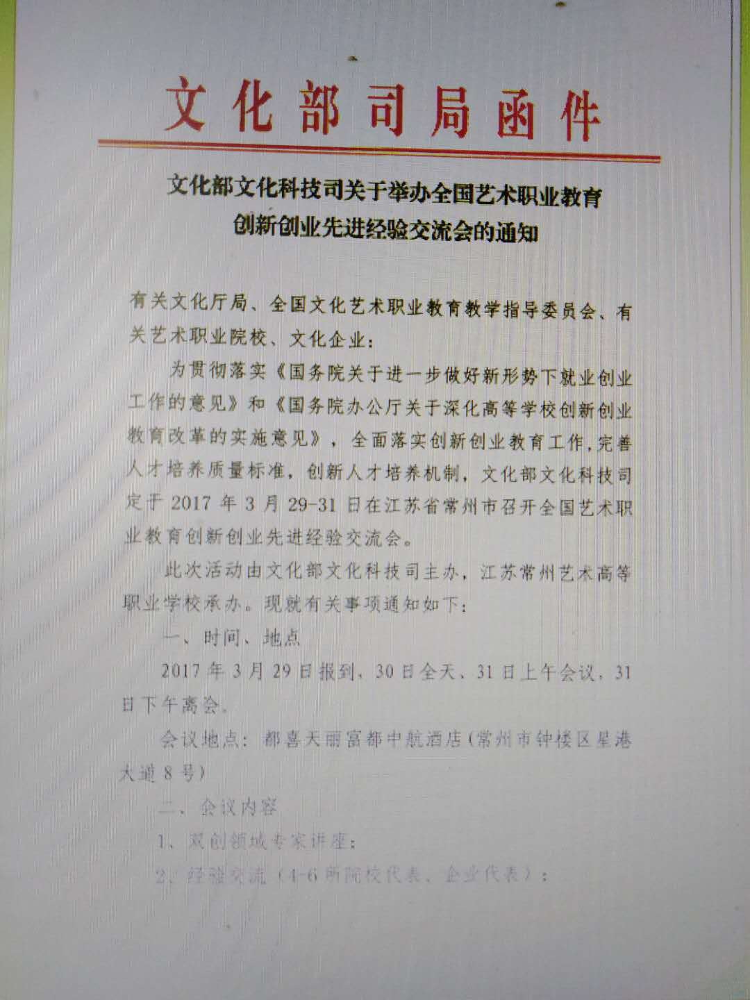 文化部司局函件
文化部文化科技司关于举办全国艺术职业教育
创新创业先进经验交流会的通知
有关文化厅局、全国文化艺术职业教育教学指导委员会、有
关艺术职业院校、文化企业：
为贯彻落实《国务院关于进一步做好新形势下就业创业
工作的意见》和《国务院办公厅关于深化高等学校创新创业
教育改革的实施意见》，全面落实创新创业教育工作，完善
人才培养质量标准，创新人才培养机制，文化部文化科技司
定于 2017 年 3 月 29-31 日在江苏省常州市召开全国艺术职
业教育创新创业先进经验交流会。
此次活动由文化部文化科技司主办，江苏常州艺术高等
职业学校承办。现就有关事项通知如下：
一、时间、地点
2017 年 3 月 29 日报到，30 日全天、31 日上午会议，31
日下午离会。
会议地点：都喜天丽富都中航酒店(常州市钟楼区星港
大道 8 号)
二、会议内容
1、双创领域专家讲座；
2、经验交流（4-6 所院校代表、企业代表）；